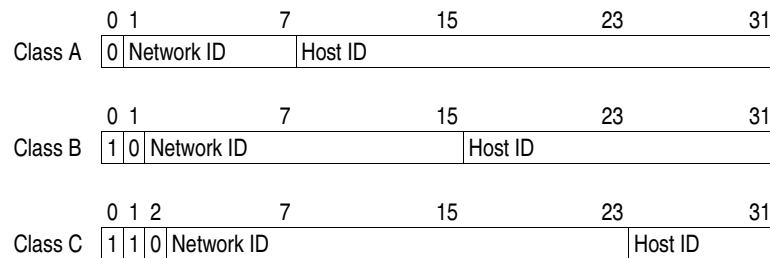 0 1 7 15 23 31
Class A 0 Network ID Host ID
0 1 7 15 23 31
Class B 1 0 Network ID Host ID
0 1 2 7 15 23 31
Class C 1 1 0 Network ID Host ID